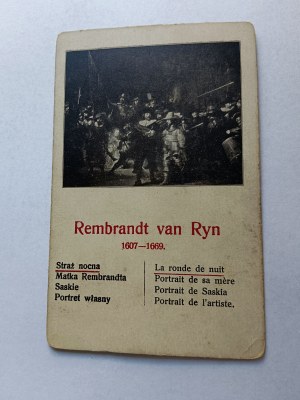 Rembrandt van Ryn
1607—1669.
Straż nocna
Matka Rembrandta
Saskie
Portret własny
La ronde de nuit
Portrait de sa mère
Portrait de Saskia
Portrait de l'artiste.